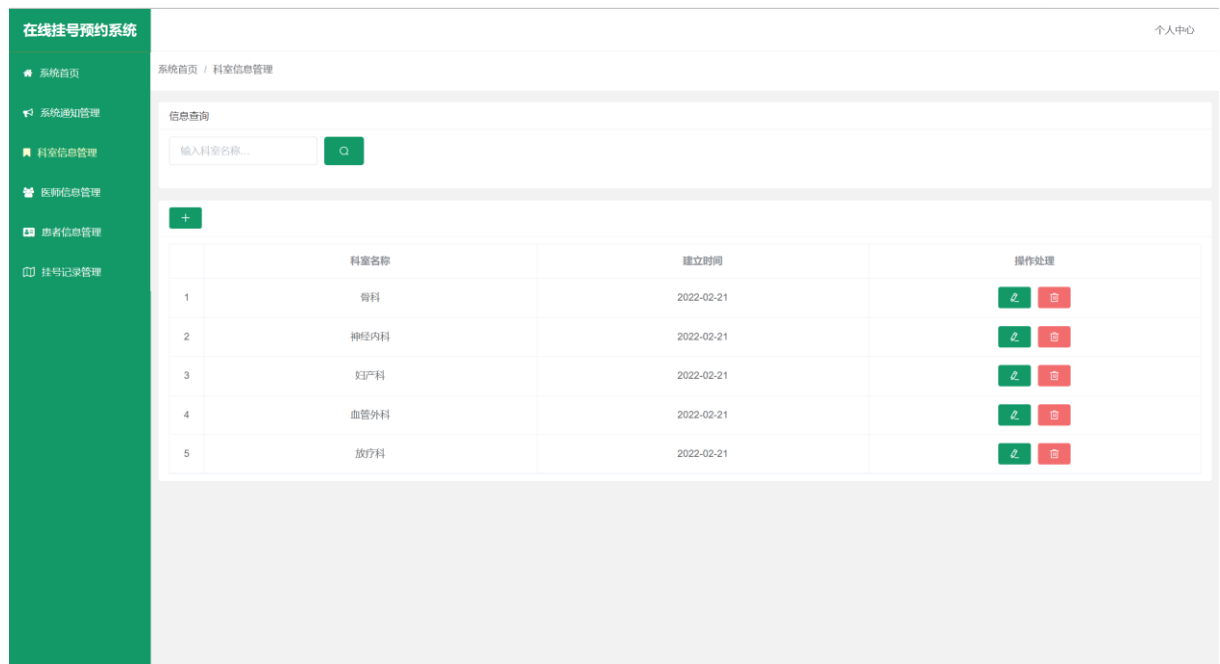 在线挂号预约系统
个人中心
系统首页
系统通知管理
科室信息管理
医师信息管理
患者信息管理
挂号记录管理
系统首页 / 科室信息管理
信息查询
输入科室名称...
科室名称 建立时间 操作处理
1 骨科 2022-02-21
2 神经内科 2022-02-21
3 妇产科 2022-02-21
4 血管外科 2022-02-21
5 放疗科 2022-02-21